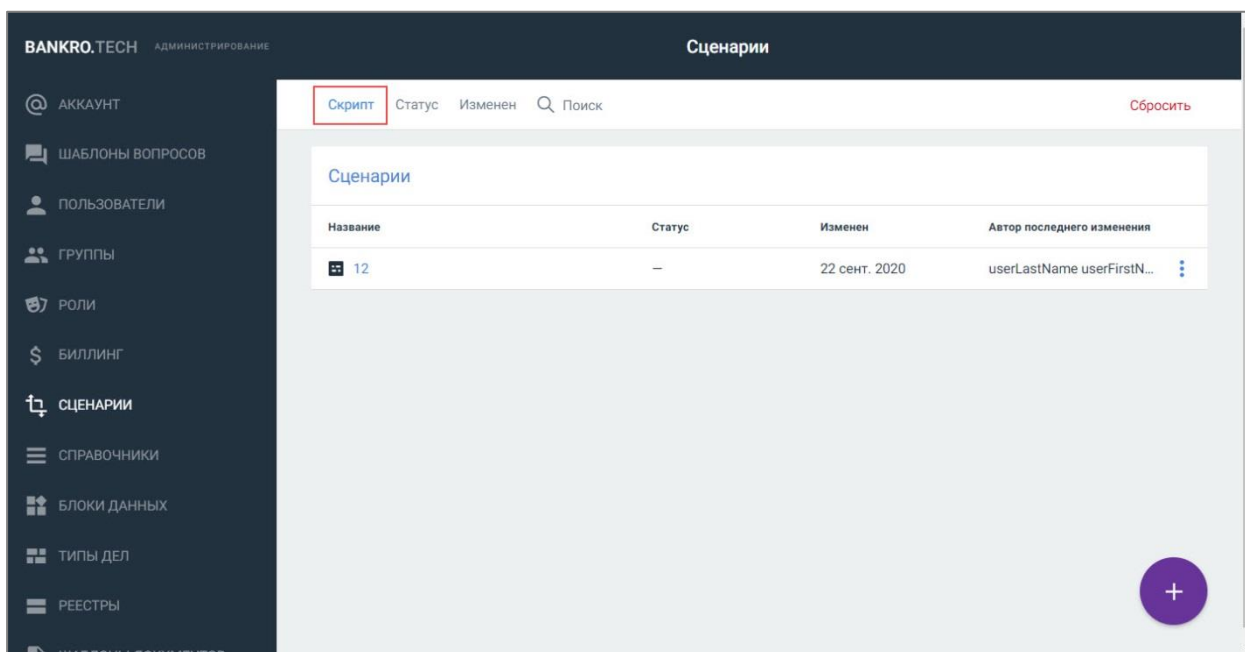 BANKRO.TECH АДМИНИСТРИРОВАНИЕ
Сценарии
АККАУНТ
ШАБЛОНЫ ВОПРОСОВ
ПОЛЬЗОВАТЕЛИ
ГРУППЫ
РОЛИ
БИЛЛИНГ
СЦЕНАРИИ
СПРАВОЧНИКИ
БЛОКИ ДАННЫХ
ТИПЫ ДЕЛ
РЕЕСТРЫ
Скрипт Статус Изменен Поиск Сбросить
Сценарии
Название Статус Изменен Автор последнего изменения
12 — 22 сент. 2020 userLastName userFirstN...